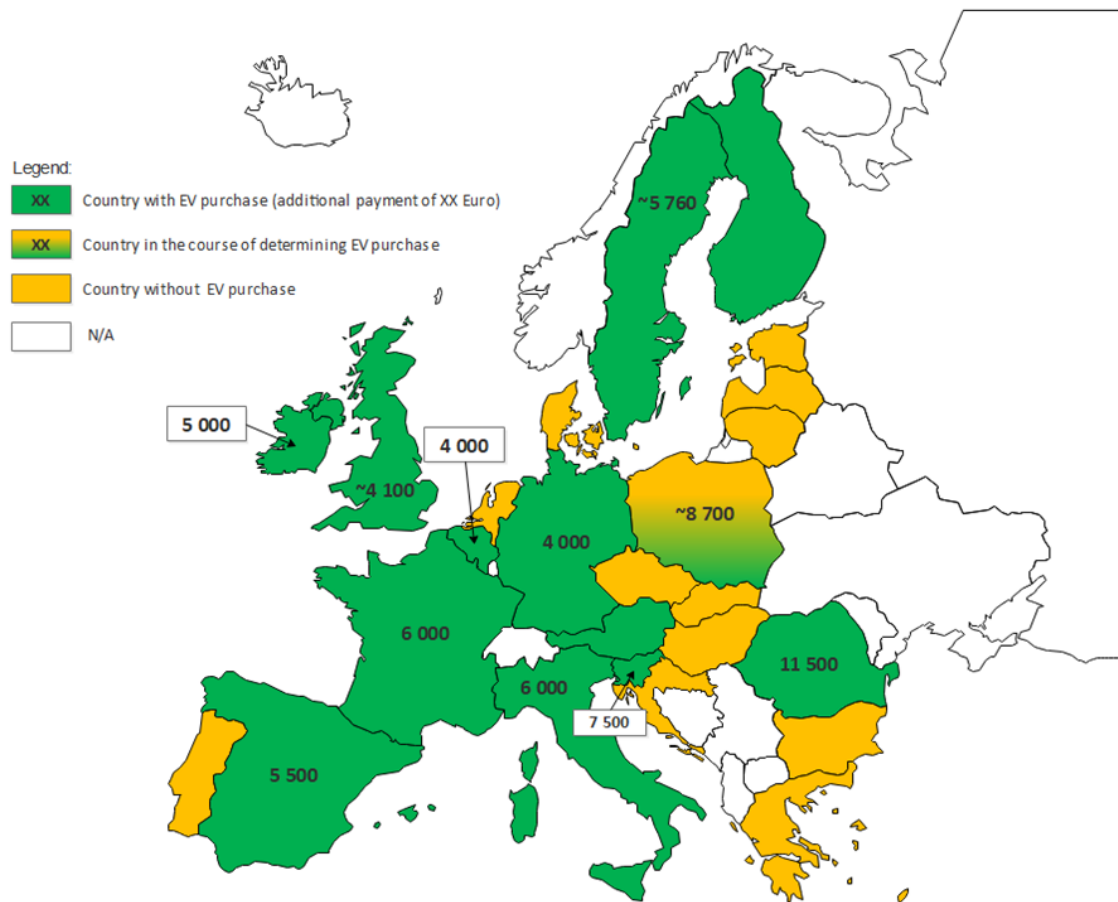 Legend:
XX Country with EV purchase (additional payment of XX Euro)
XX Country in the course of determining EV purchase
Country without EV purchase
N/A
~5 760
5 000
4 000
~4 100
~8 700
4 000
6 000
11 500
6 000
7 500
5 500